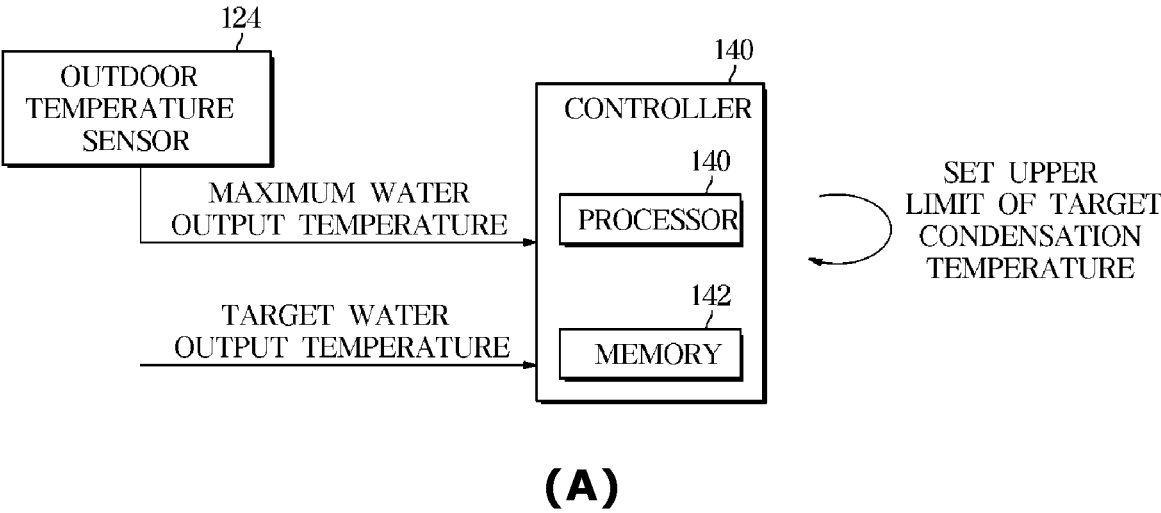 124
OUTDOOR
TEMPERATURE
SENSOR
MAXIMUM WATER
OUTPUT TEMPERATURE
TARGET WATER
OUTPUT TEMPERATURE
140
CONTROLLER
140
PROCESSOR
142
MEMORY
SET UPPER
LIMIT OF TARGET
CONDENSATION
TEMPERATURE
(A)